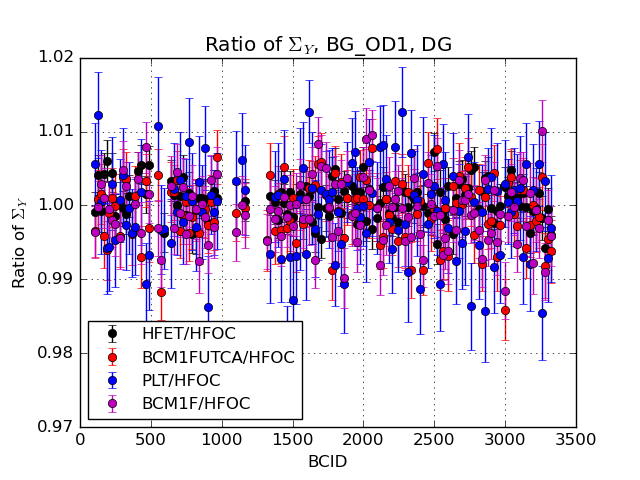 Ratio of Σ_Y, BG_OD1, DG
1.02
1.01
1.00
0.99
0.98
0.97
Ratio of Σ_Y
HFET/HFOC
BCM1FUTCA/HFOC
PLT/HFOC
BCM1F/HFOC
0 500 1000 1500 2000 2500 3000 3500
BCID